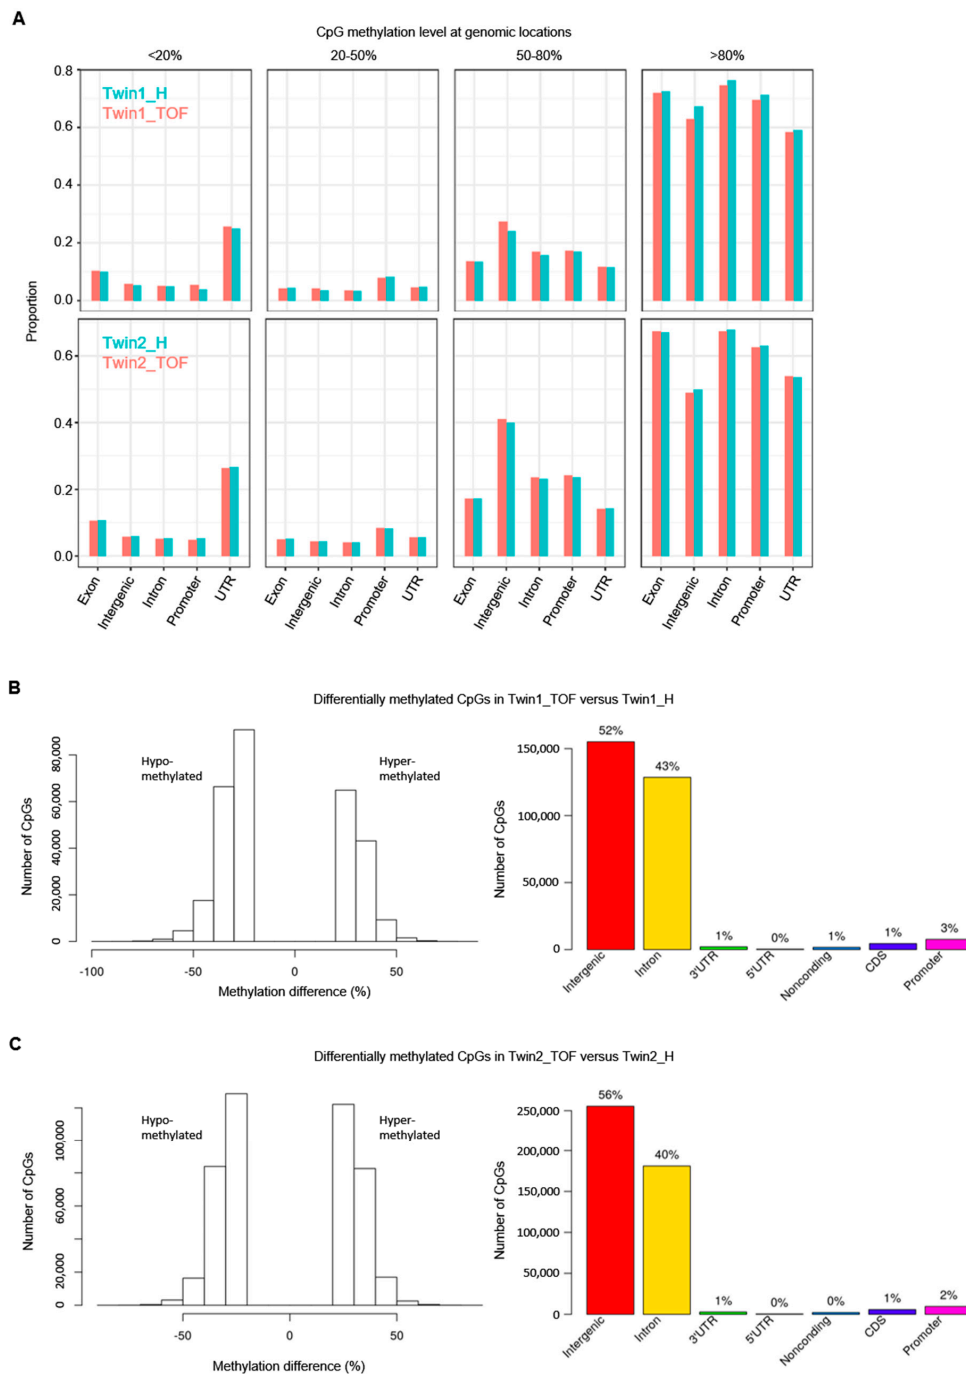 A
CpG methylation level at genomic locations
<20% 20-50% 50-80% >80%
Twin1_H
Twin1_TOF
0.8
0.6
0.4
0.2
0.0
Proportion
Twin2_H
Twin2_TOF
0.6
0.4
0.2
0.0
Exon Intergenic Intron Promoter UTR Exon Intergenic Intron Promoter UTR Exon Intergenic Intron Promoter UTR Exon Intergenic Intron Promoter UTR
B
Differentially methylated CpGs in Twin1_TOF versus Twin1_H
Number of CpGs
80,000
60,000
40,000
20,000
0
Hypo-
methylated
Hyper-
methylated
-100 -50 0 50
Methylation difference (%)
Number of CpGs
150,000
100,000
50,000
0
52% 43% 1% 0% 1% 1% 3%
Intergenic Intron 3'UTR 5'UTR Nonconding CDS Promoter
C
Differentially methylated CpGs in Twin2_TOF versus Twin2_H
Number of CpGs
100,000
60,000
20,000
0
Hypo-
methylated
Hyper-
methylated
-50 0 50
Methylation difference (%)
Number of CpGs
250,000
200,000
150,000
100,000
50,000
0
56% 40% 1% 0% 0% 1% 2%
Intergenic Intron 3'UTR 5'UTR Nonconding CDS Promoter